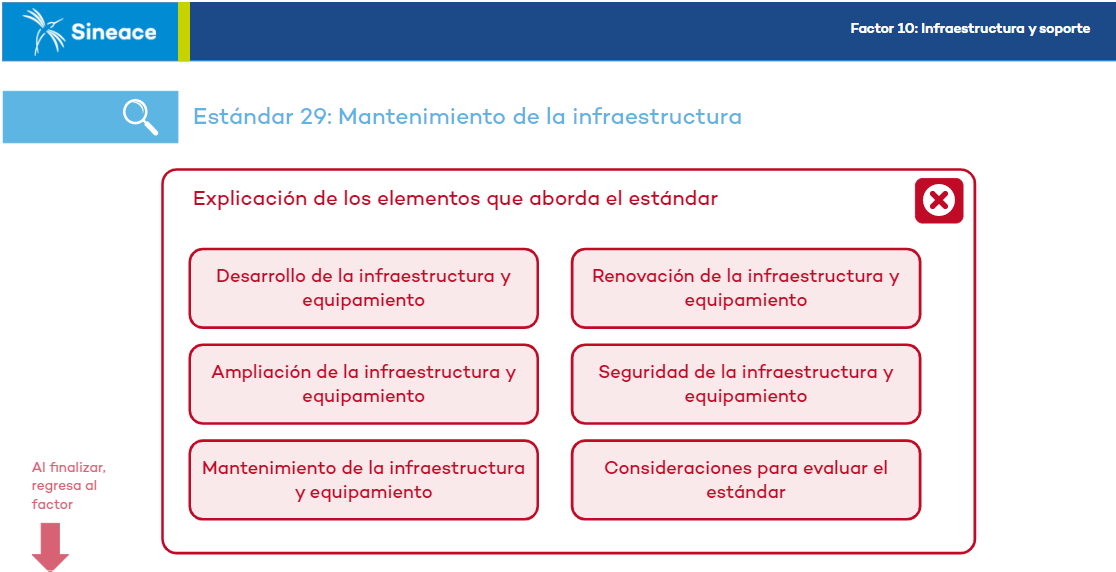 Sineace
Factor 10: Infraestructura y soporte
Estándar 29: Mantenimiento de la infraestructura
Explicación de los elementos que aborda el estándar
Desarrollo de la infraestructura y
equipamiento
Renovación de la infraestructura y
equipamiento
Ampliación de la infraestructura y
equipamiento
Seguridad de la infraestructura y
equipamiento
Mantenimiento de la infraestructura
y equipamiento
Consideraciones para evaluar el
estándar
Al finalizar,
regresa al
factor